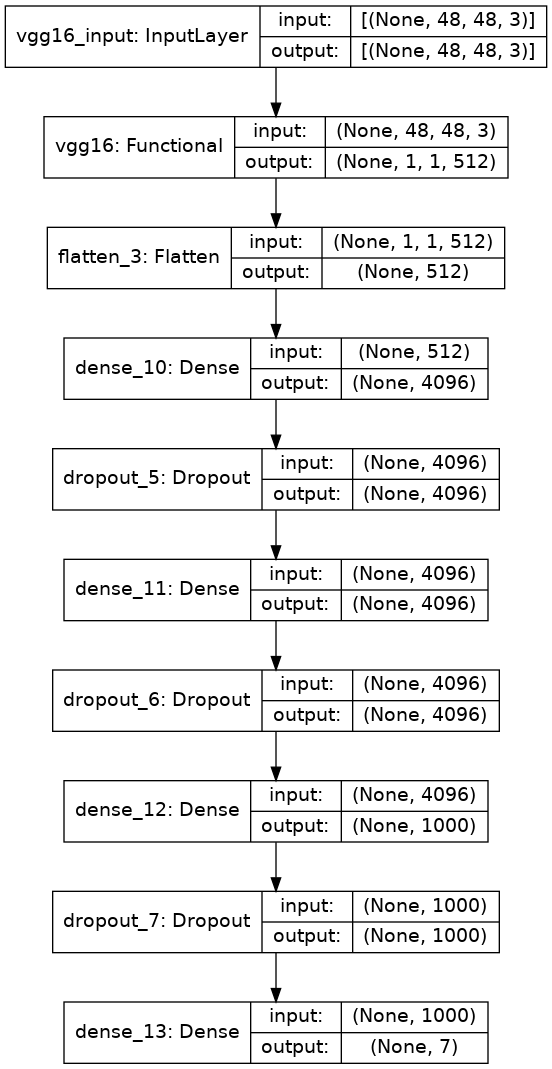 vgg16_input: InputLayer
input: [(None, 48, 48, 3)]
output: [(None, 48, 48, 3)]
vgg16: Functional
input: (None, 48, 48, 3)
output: (None, 1, 1, 512)
flatten_3: Flatten
input: (None, 1, 1, 512)
output: (None, 512)
dense_10: Dense
input: (None, 512)
output: (None, 4096)
dropout_5: Dropout
input: (None, 4096)
output: (None, 4096)
dense_11: Dense
input: (None, 4096)
output: (None, 4096)
dropout_6: Dropout
input: (None, 4096)
output: (None, 4096)
dense_12: Dense
input: (None, 4096)
output: (None, 1000)
dropout_7: Dropout
input: (None, 1000)
output: (None, 1000)
dense_13: Dense
input: (None, 1000)
output: (None, 7)